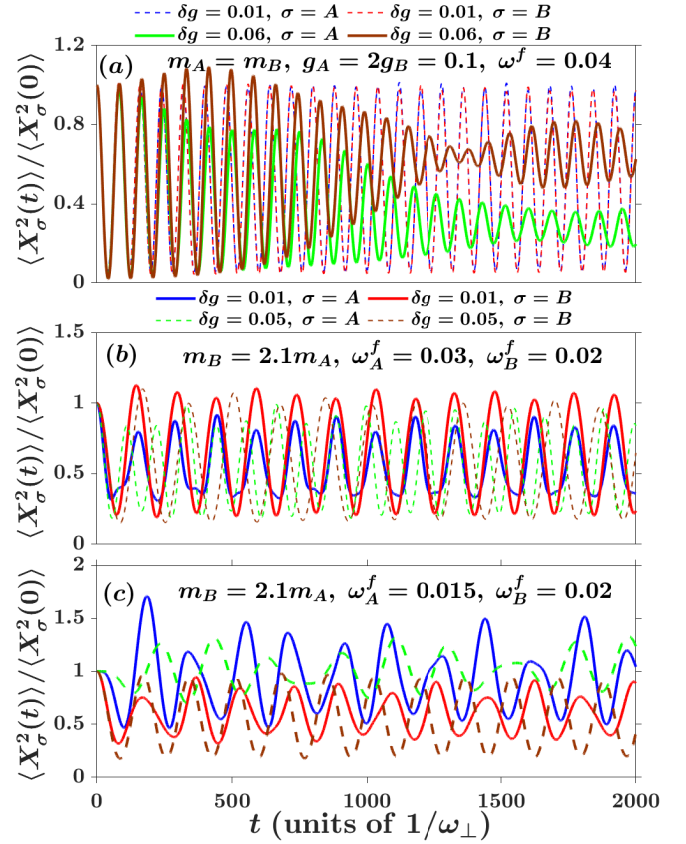 δg = 0.01, σ = A δg = 0.01, σ = B
δg = 0.06, σ = A δg = 0.06, σ = B
(a) m_A = m_B, g_A = 2g_B = 0.1, ω^f = 0.04
⟨X_σ^2(t)⟩/⟨X_σ^2(0)⟩
1.2
0.8
0.4
0
δg = 0.01, σ = A δg = 0.01, σ = B
δg = 0.05, σ = A δg = 0.05, σ = B
(b) m_B = 2.1m_A, ω_A^f = 0.03, ω_B^f = 0.02
⟨X_σ^2(t)⟩/⟨X_σ^2(0)⟩
1.5
1
0.5
0
(c) m_B = 2.1m_A, ω_A^f = 0.015, ω_B^f = 0.02
⟨X_σ^2(t)⟩/⟨X_σ^2(0)⟩
2
1.5
1
0.5
0
0 500 1000 1500 2000
t (units of 1/ω_⊥)